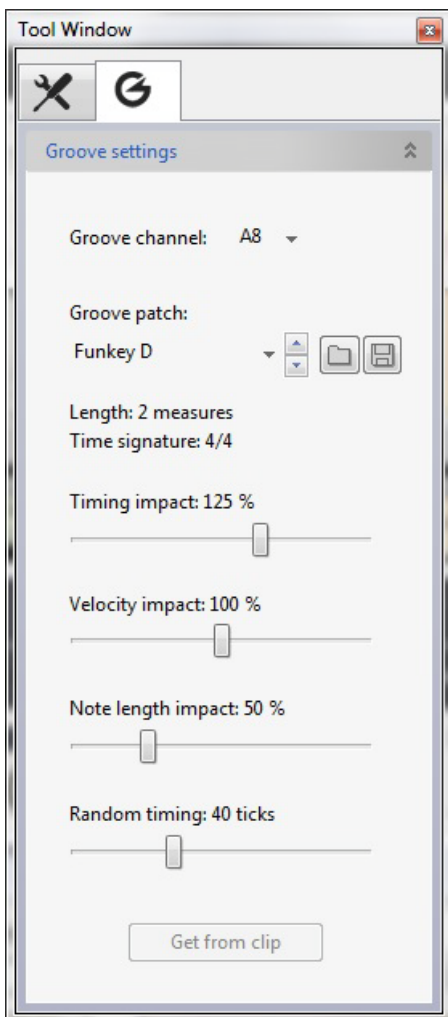 Tool Window
Groove settings
Groove channel: A8
Groove patch:
Funkey D
Length: 2 measures
Time signature: 4/4
Timing impact: 125 %
Velocity impact: 100 %
Note length impact: 50 %
Random timing: 40 ticks
Get from clip